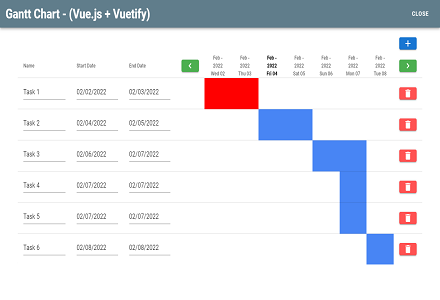 Gantt Chart - (Vue.js + Vuetify)
CLOSE
+
Name Start Date End Date < Feb - 2022 Wed 02 Feb - 2022 Thu 03 Feb - 2022 Fri 04 Feb - 2022 Sat 05 Feb - 2022 Sun 06 Feb - 2022 Mon 07 Feb - 2022 Tue 08 >
Task 1 02/02/2022 02/03/2022
Task 2 02/04/2022 02/05/2022
Task 3 02/06/2022 02/07/2022
Task 4 02/07/2022 02/07/2022
Task 5 02/07/2022 02/07/2022
Task 6 02/08/2022 02/08/2022